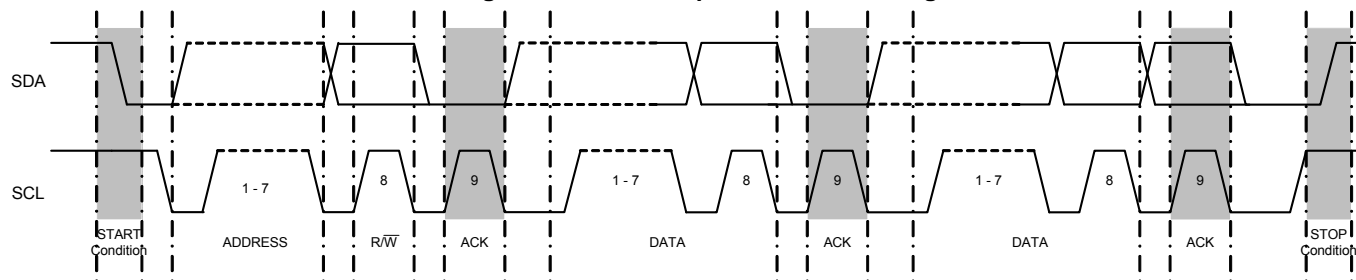 SDA
SCL
1 - 7
8
9
1 - 7
8
9
1 - 7
8
9
START
Condition
ADDRESS
R/W̅
ACK
DATA
ACK
DATA
ACK
STOP
Condition